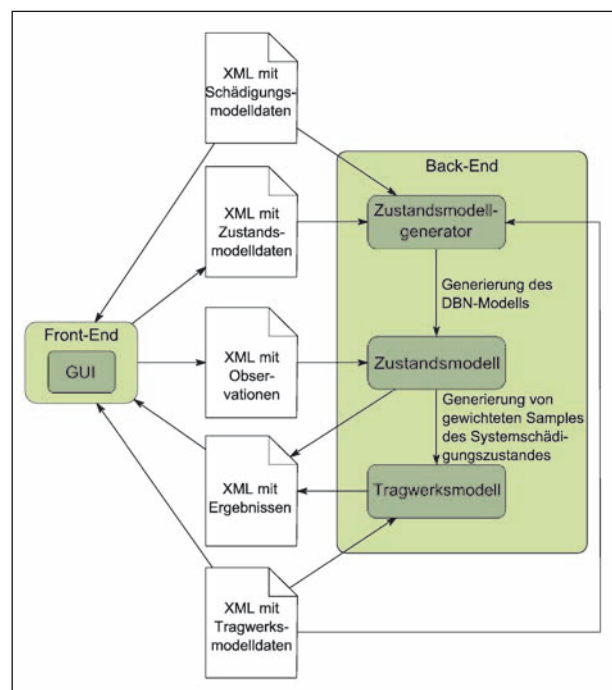 XML mit
Schädigungs-
modelldaten
Back-End
XML mit
Zustands-
modelldaten
Zustandsmodell-
generator
Generierung des
DBN-Modells
Front-End
GUI
XML mit
Obser-
vationen
Zustandsmodell
Generierung von
gewichteten Samples
des Systemschädi-
gungszustandes
XML mit
Ergebnissen
Tragwerksmodell
XML mit
Tragwerks-
modelldaten